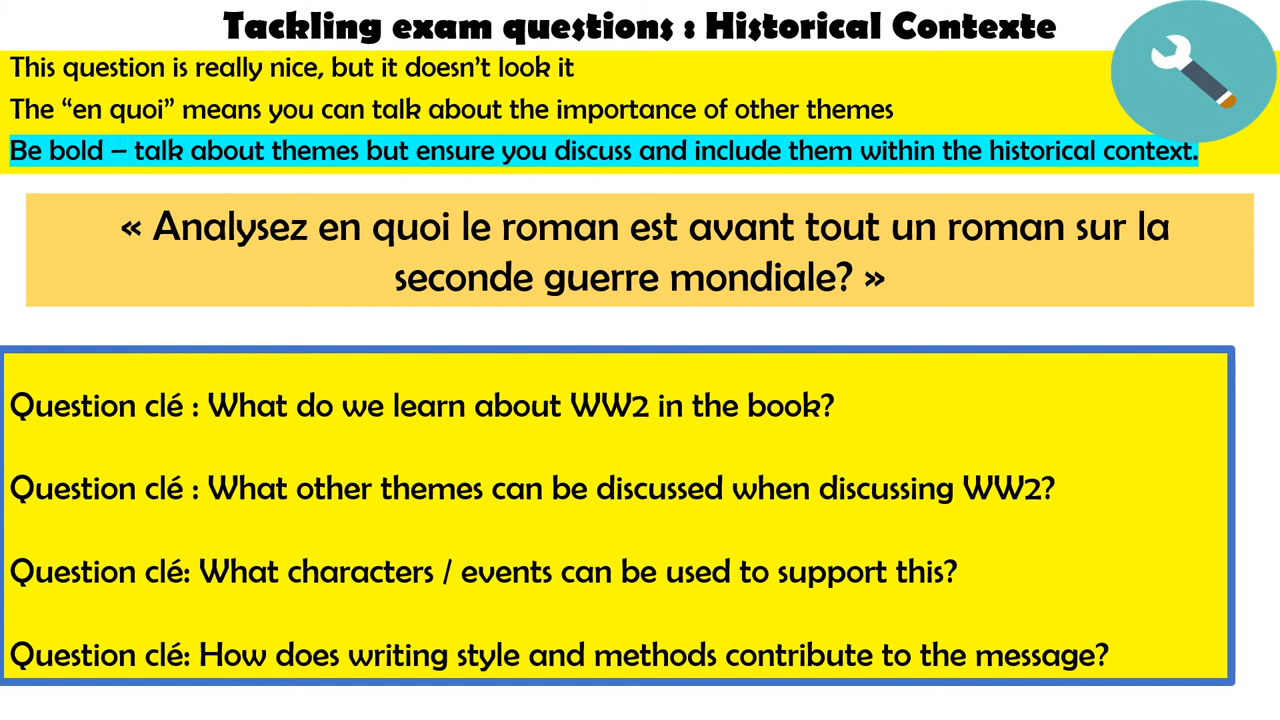 Tackling exam questions : Historical Contexte
This question is really nice, but it doesn't look it
The “en quoi” means you can talk about the importance of other themes
Be bold – talk about themes but ensure you discuss and include them within the historical context.
« Analysez en quoi le roman est avant tout un roman sur la
seconde guerre mondiale? »
Question clé : What do we learn about WW2 in the book?
Question clé : What other themes can be discussed when discussing WW2?
Question clé: What characters / events can be used to support this?
Question clé: How does writing style and methods contribute to the message?